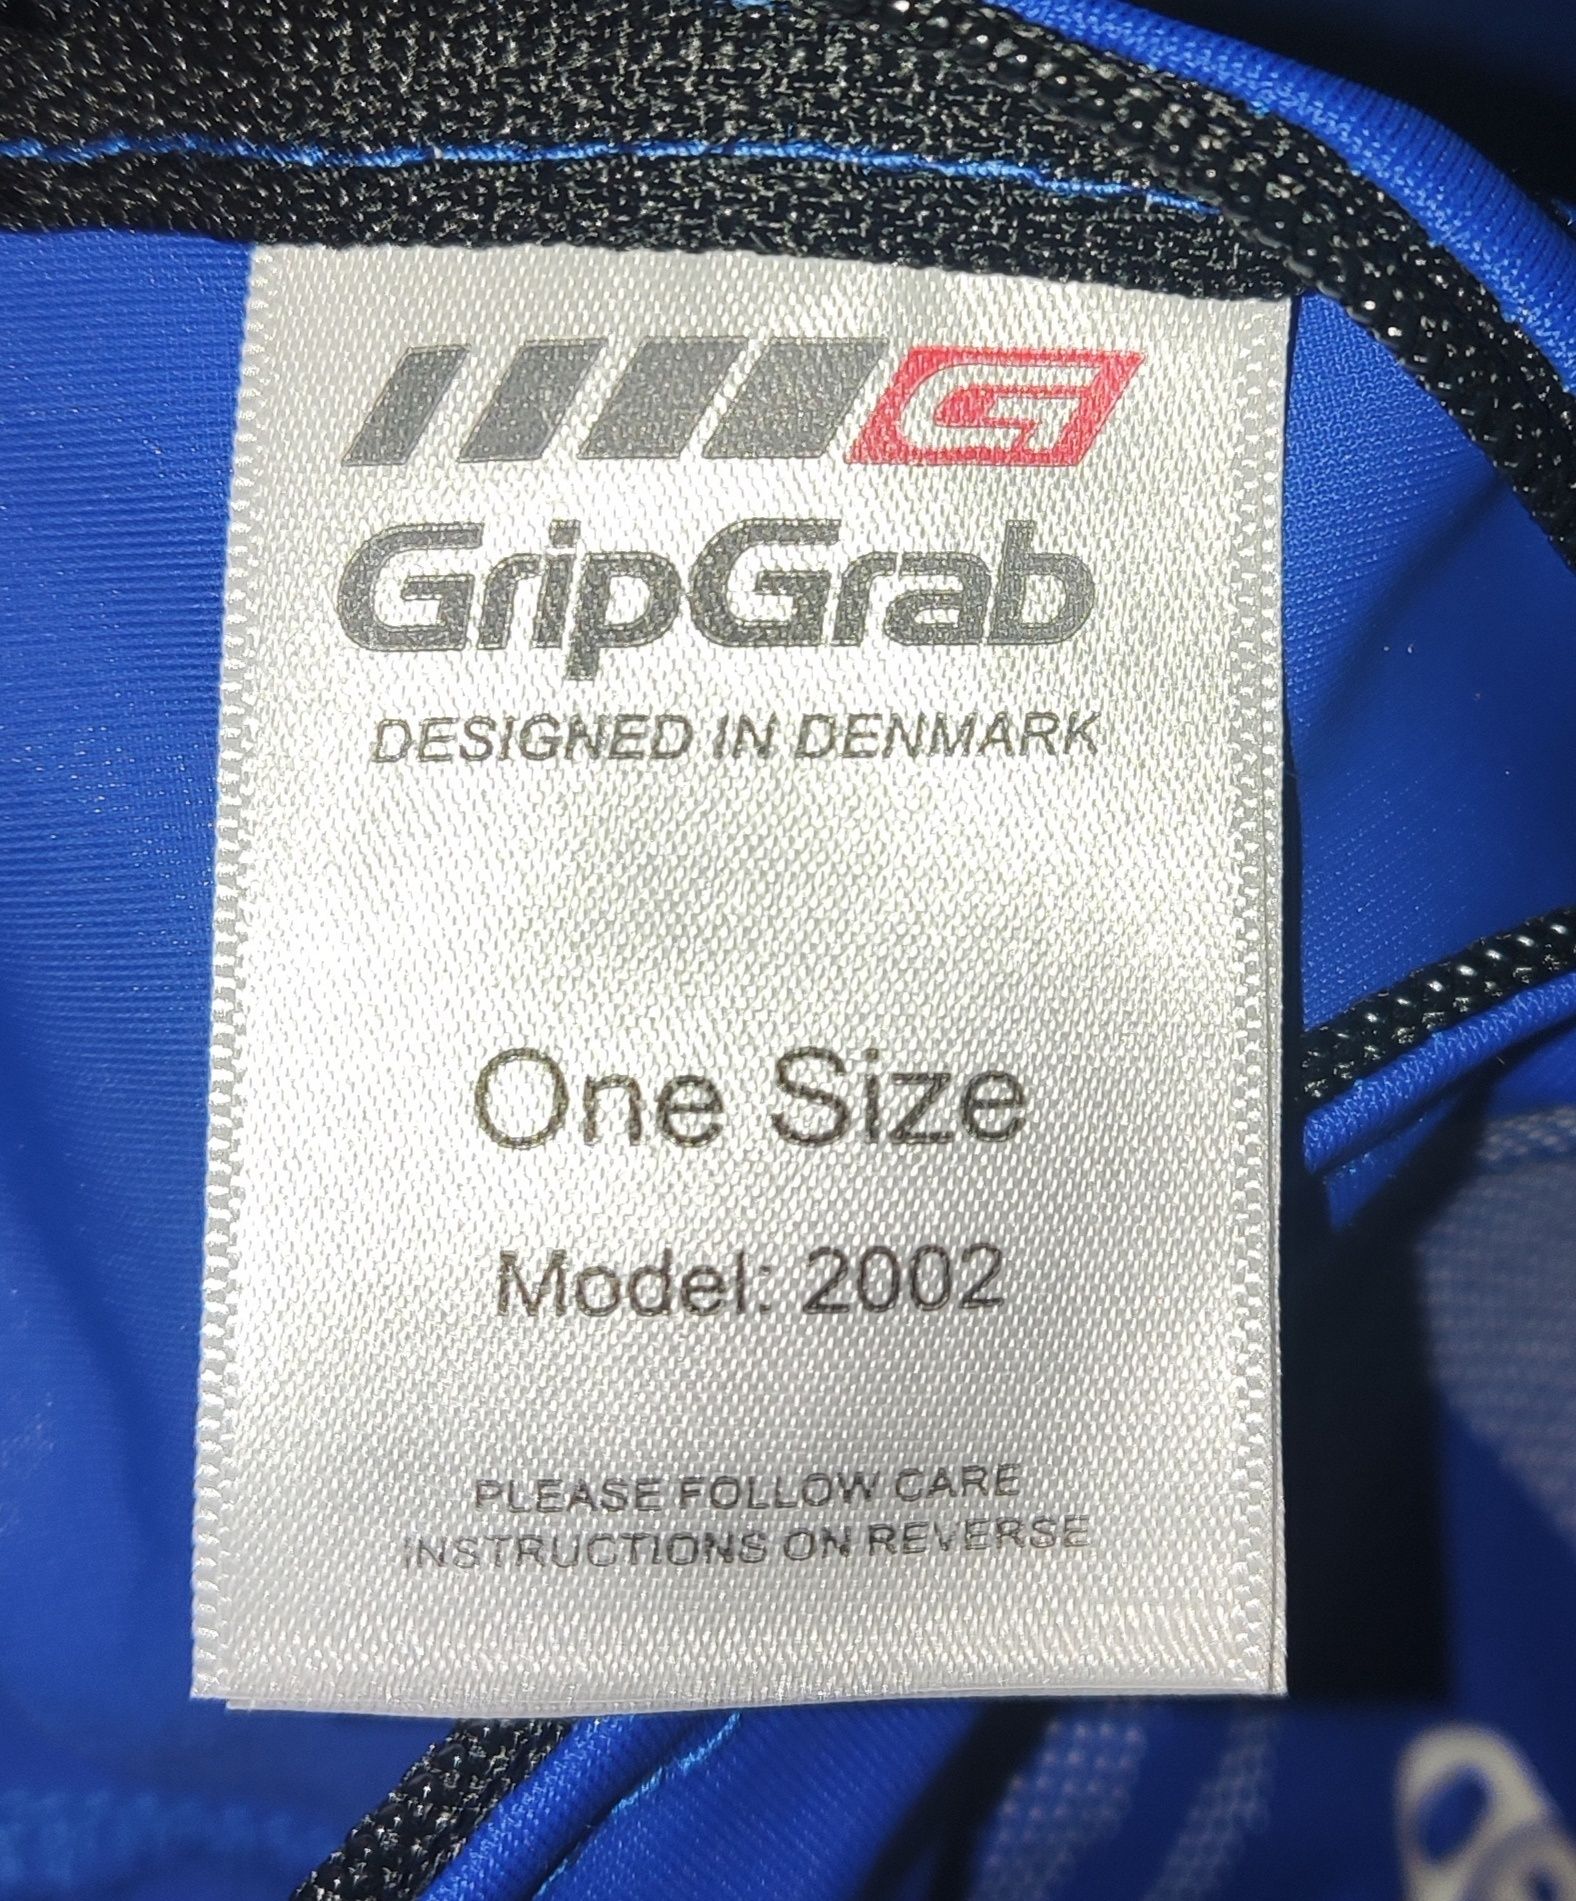 G
GripGrab
DESIGNED IN DENMARK
One Size
Model: 2002
PLEASE FOLLOW CARE
INSTRUCTIONS ON REVERSE